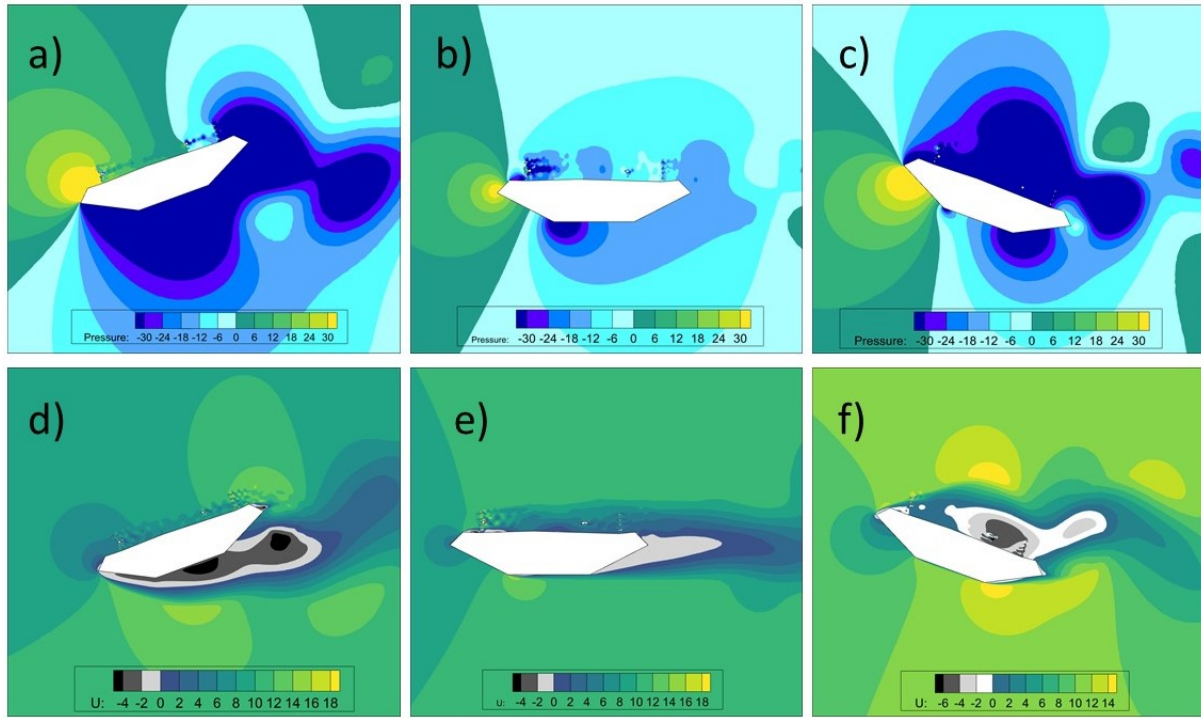 a)
b)
c)
Pressure: -30 -24 -18 -12 -6 0 6 12 18 24 30
Pressure: -30 -24 -18 -12 -6 0 6 12 18 24 30
Pressure: -30 -24 -18 -12 -6 0 6 12 18 24 30
d)
e)
f)
U: -4 -2 0 2 4 6 8 10 12 14 16 18
U: -4 -2 0 2 4 6 8 10 12 14 16 18
U: -6 -4 -2 0 2 4 6 8 10 12 14